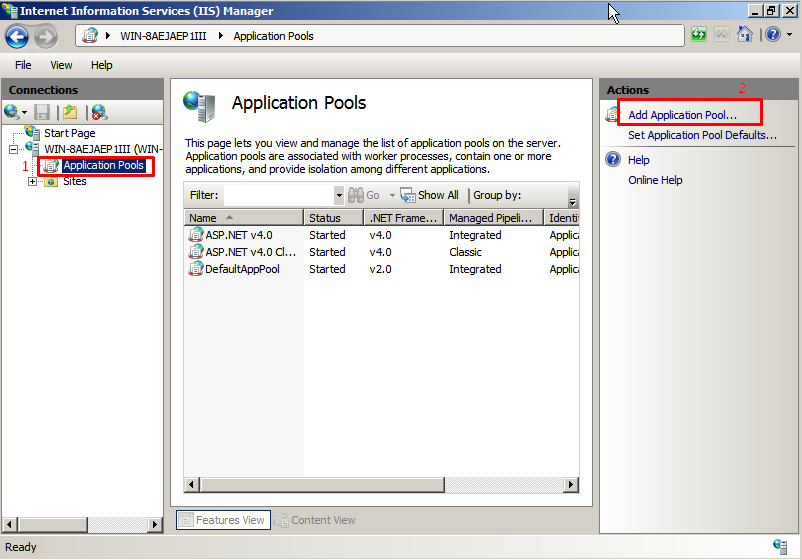 Internet Information Services (IIS) Manager
WIN-8AEJAEP1III Application Pools
File View Help
Connections
Start Page
WIN-8AEJAEP1III (WIN-
1 Application Pools
Sites
Application Pools
This page lets you view and manage the list of application pools on the server.
Application pools are associated with worker processes, contain one or more
applications, and provide isolation among different applications.
Filter: Go Show All Group by:
Name Status .NET Frame... Managed Pipeli... Identi
ASP.NET v4.0 Started v4.0 Integrated Applica
ASP.NET v4.0 Cl... Started v4.0 Classic Applica
DefaultAppPool Started v2.0 Integrated Applica
Features View Content View
Actions 2
Add Application Pool...
Set Application Pool Defaults...
Help
Online Help
Ready